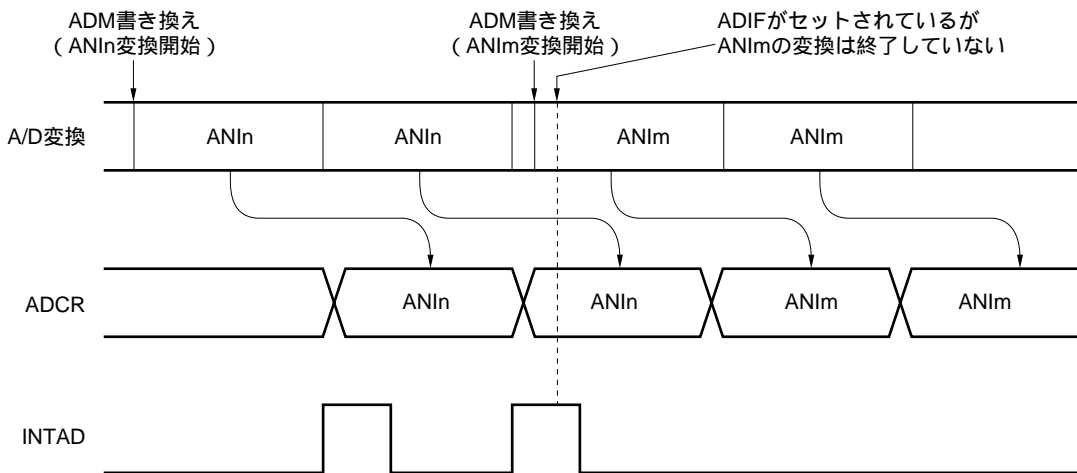 ADM書き換え
（ANIn変換開始）
ADM書き換え
（ANIm変換開始）
ADIFがセットされているが
ANImの変換は終了していない
A/D変換
ANIn
ANIn
ANIm
ANIm
ADCR
ANIn
ANIn
ANIm
ANIm
INTAD